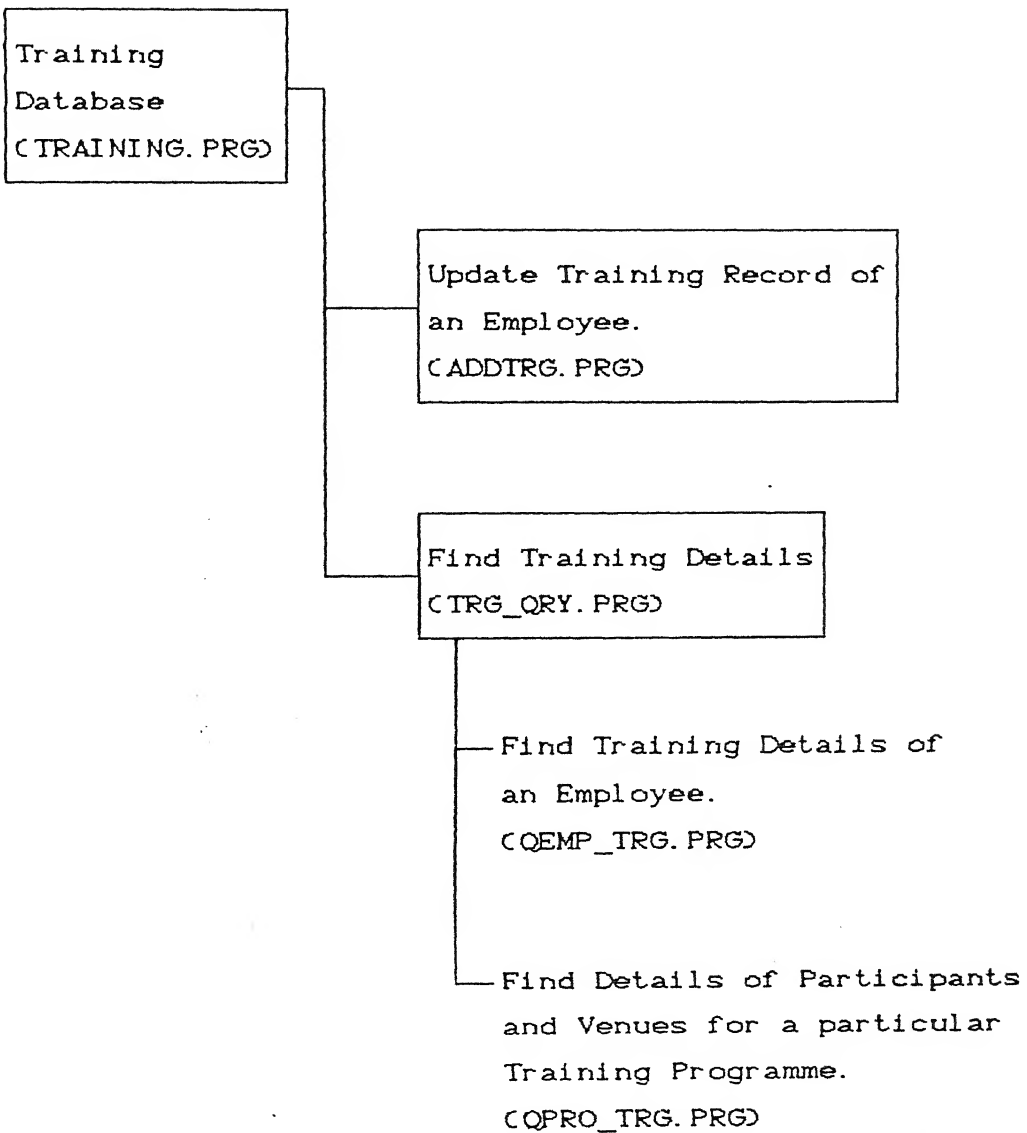 Training
Database
(TRAINING.PRG)
Update Training Record of
an Employee.
(ADDTRG.PRG)
Find Training Details
(TRG_QRY.PRG)
Find Training Details of
an Employee.
(QEMP_TRG.PRG)
Find Details of Participants
and Venues for a particular
Training Programme.
(QPRO_TRG.PRG)